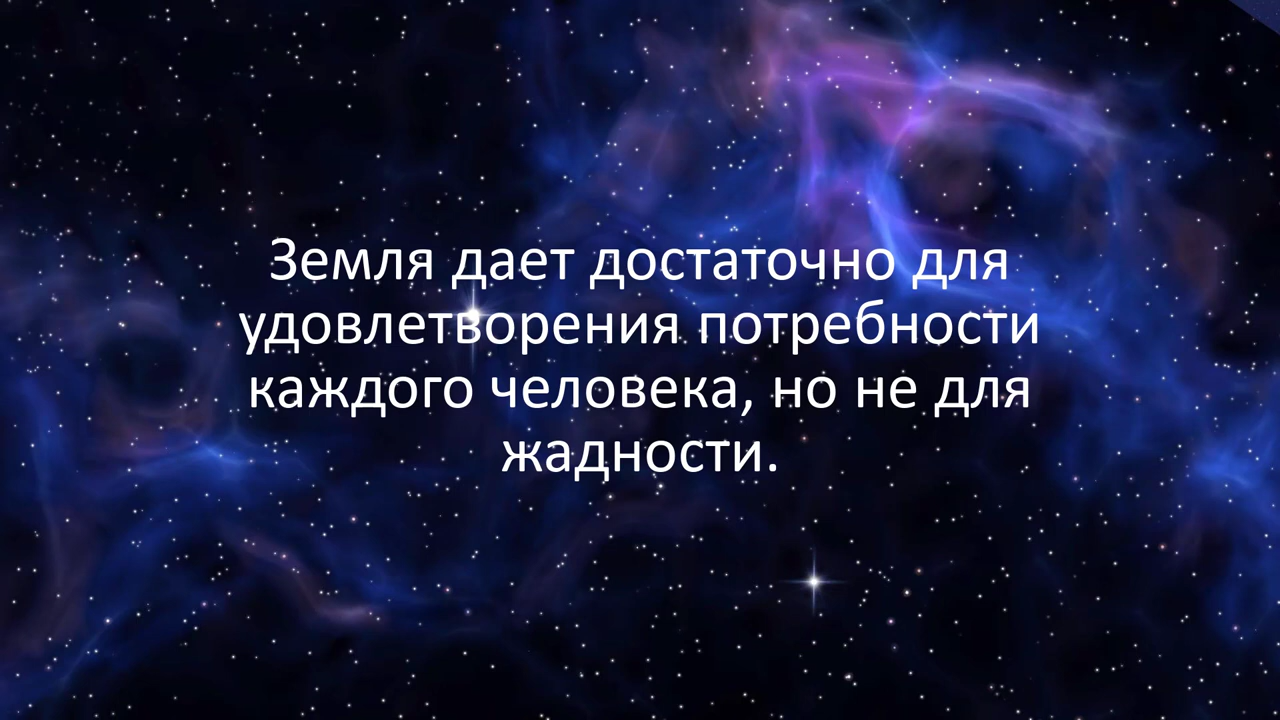 Земля дает достаточно для
удовлетворения потребности
каждого человека, но не для
жадности.